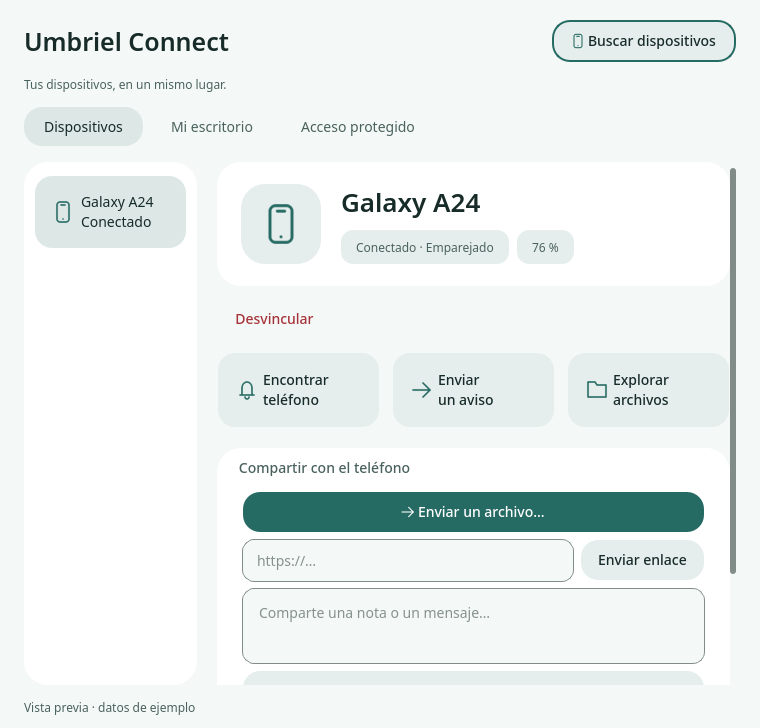 Umbriel Connect
Buscar dispositivos
Tus dispositivos, en un mismo lugar.
Dispositivos
Mi escritorio
Acceso protegido
Galaxy A24
Conectado
Galaxy A24
Conectado · Emparejado
76 %
Desvincular
Encontrar
teléfono
Enviar
un aviso
Explorar
archivos
Compartir con el teléfono
Enviar un archivo...
https://...
Enviar enlace
Comparte una nota o un mensaje...
Vista previa · datos de ejemplo